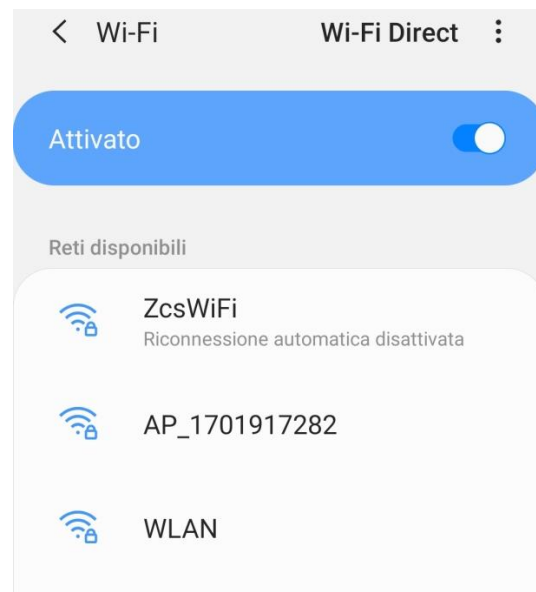 Wi-Fi Wi-Fi Direct
Attivato
Reti disponibili
ZcsWiFi
Riconnessione automatica disattivata
AP_1701917282
WLAN